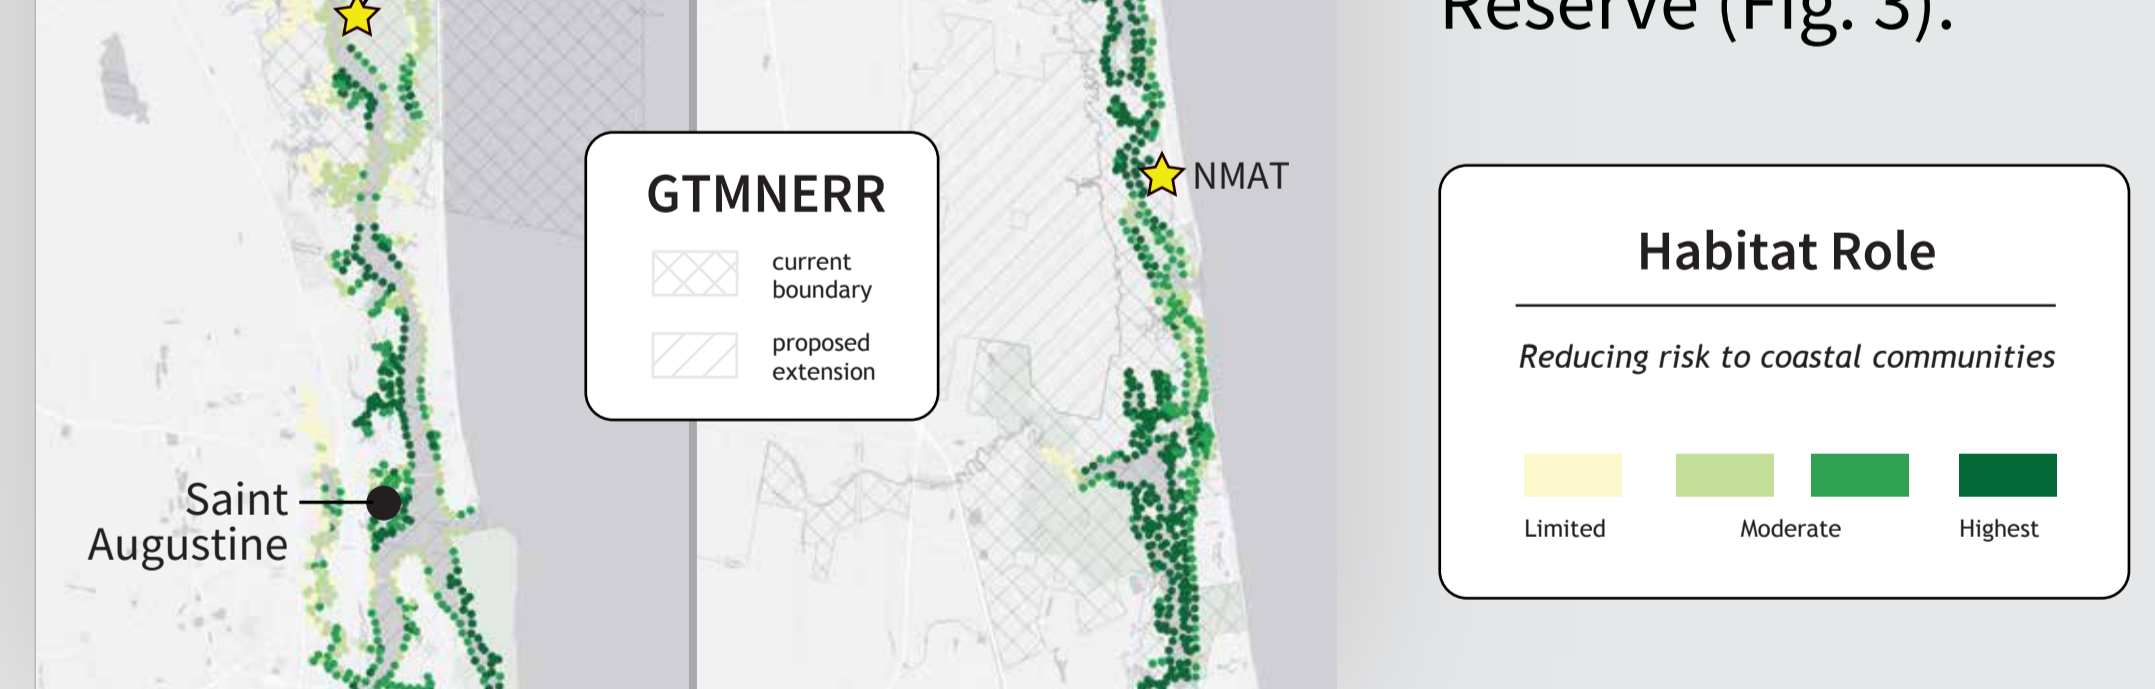 Reserve (Fig. 3).
GTMNERR
current
boundary
proposed
extension
NMAT
Saint
Augustine
Habitat Role
Reducing risk to coastal communities
Limited
Moderate
Highest